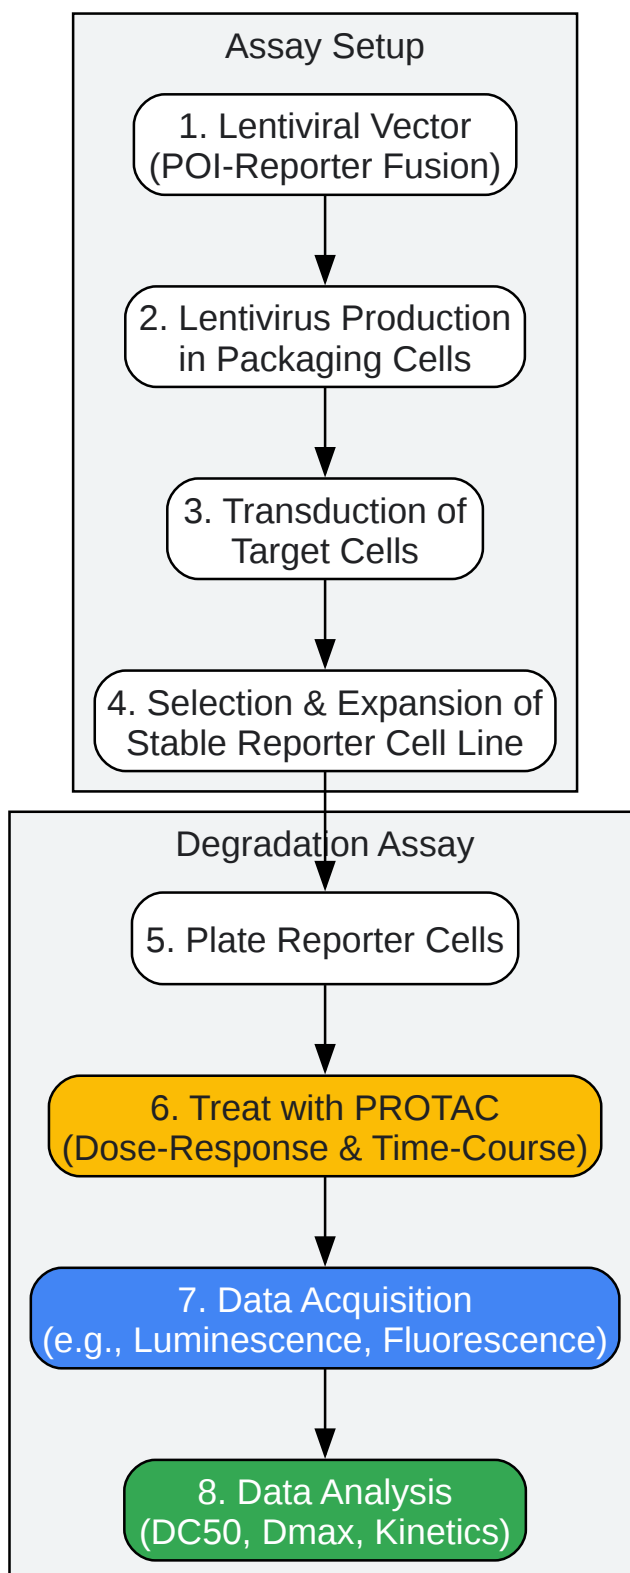 Assay Setup
1. Lentiviral Vector
(POI-Reporter Fusion)
2. Lentivirus Production
in Packaging Cells
3. Transduction of
Target Cells
4. Selection & Expansion of
Stable Reporter Cell Line
Degradation Assay
5. Plate Reporter Cells
6. Treat with PROTAC
(Dose-Response & Time-Course)
7. Data Acquisition
(e.g., Luminescence, Fluorescence)
8. Data Analysis
(DC50, Dmax, Kinetics)